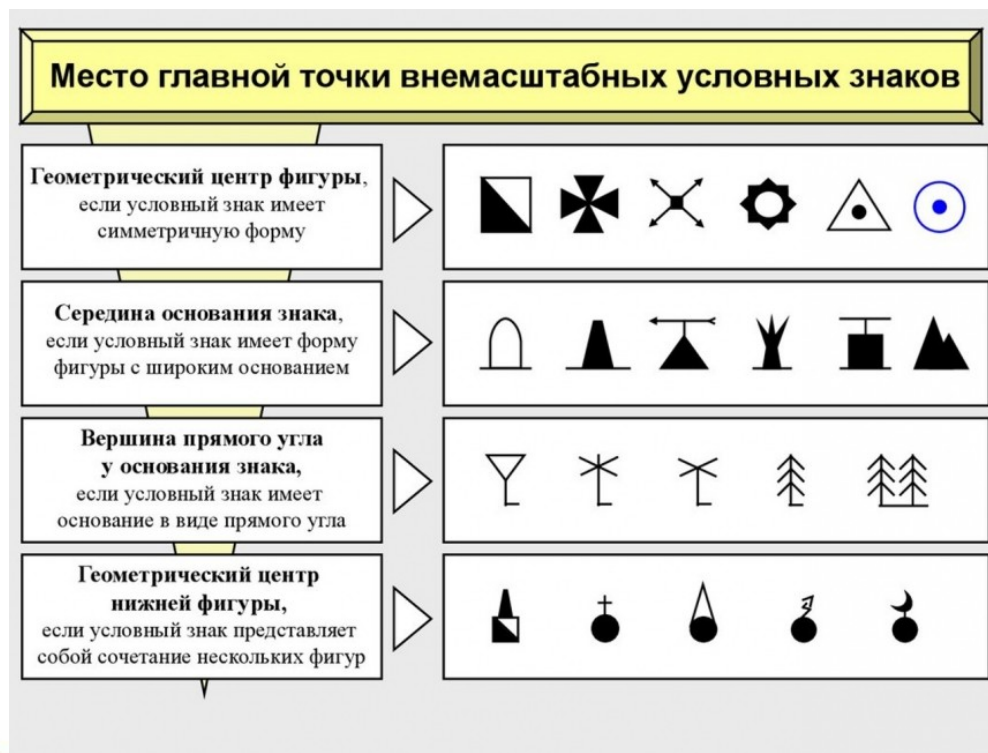 Место главной точки внемасштабных условных знаков
Геометрический центр фигуры,
если условный знак имеет
симметричную форму
Середина основания знака,
если условный знак имеет форму
фигуры с широким основанием
Вершина прямого угла
у основания знака,
если условный знак имеет
основание в виде прямого угла
Геометрический центр
нижней фигуры,
если условный знак представляет
собой сочетание нескольких фигур